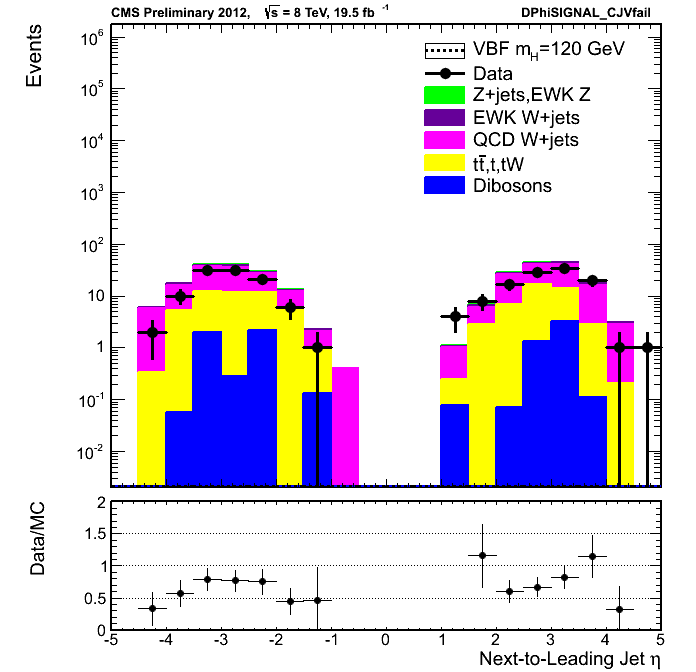 CMS Preliminary 2012, √s = 8 TeV, 19.5 fb⁻¹ DPhiSIGNAL_CJVfail
Events
10⁶
10⁵
10⁴
10³
10²
10
1
10⁻¹
10⁻²
VBF m_H=120 GeV
Data
Z+jets,EWK Z
EWK W+jets
QCD W+jets
tt̄,t,tW
Dibosons
Data/MC
2
1.5
1
0.5
0
-5 -4 -3 -2 -1 0 1 2 3 4 5
Next-to-Leading Jet η